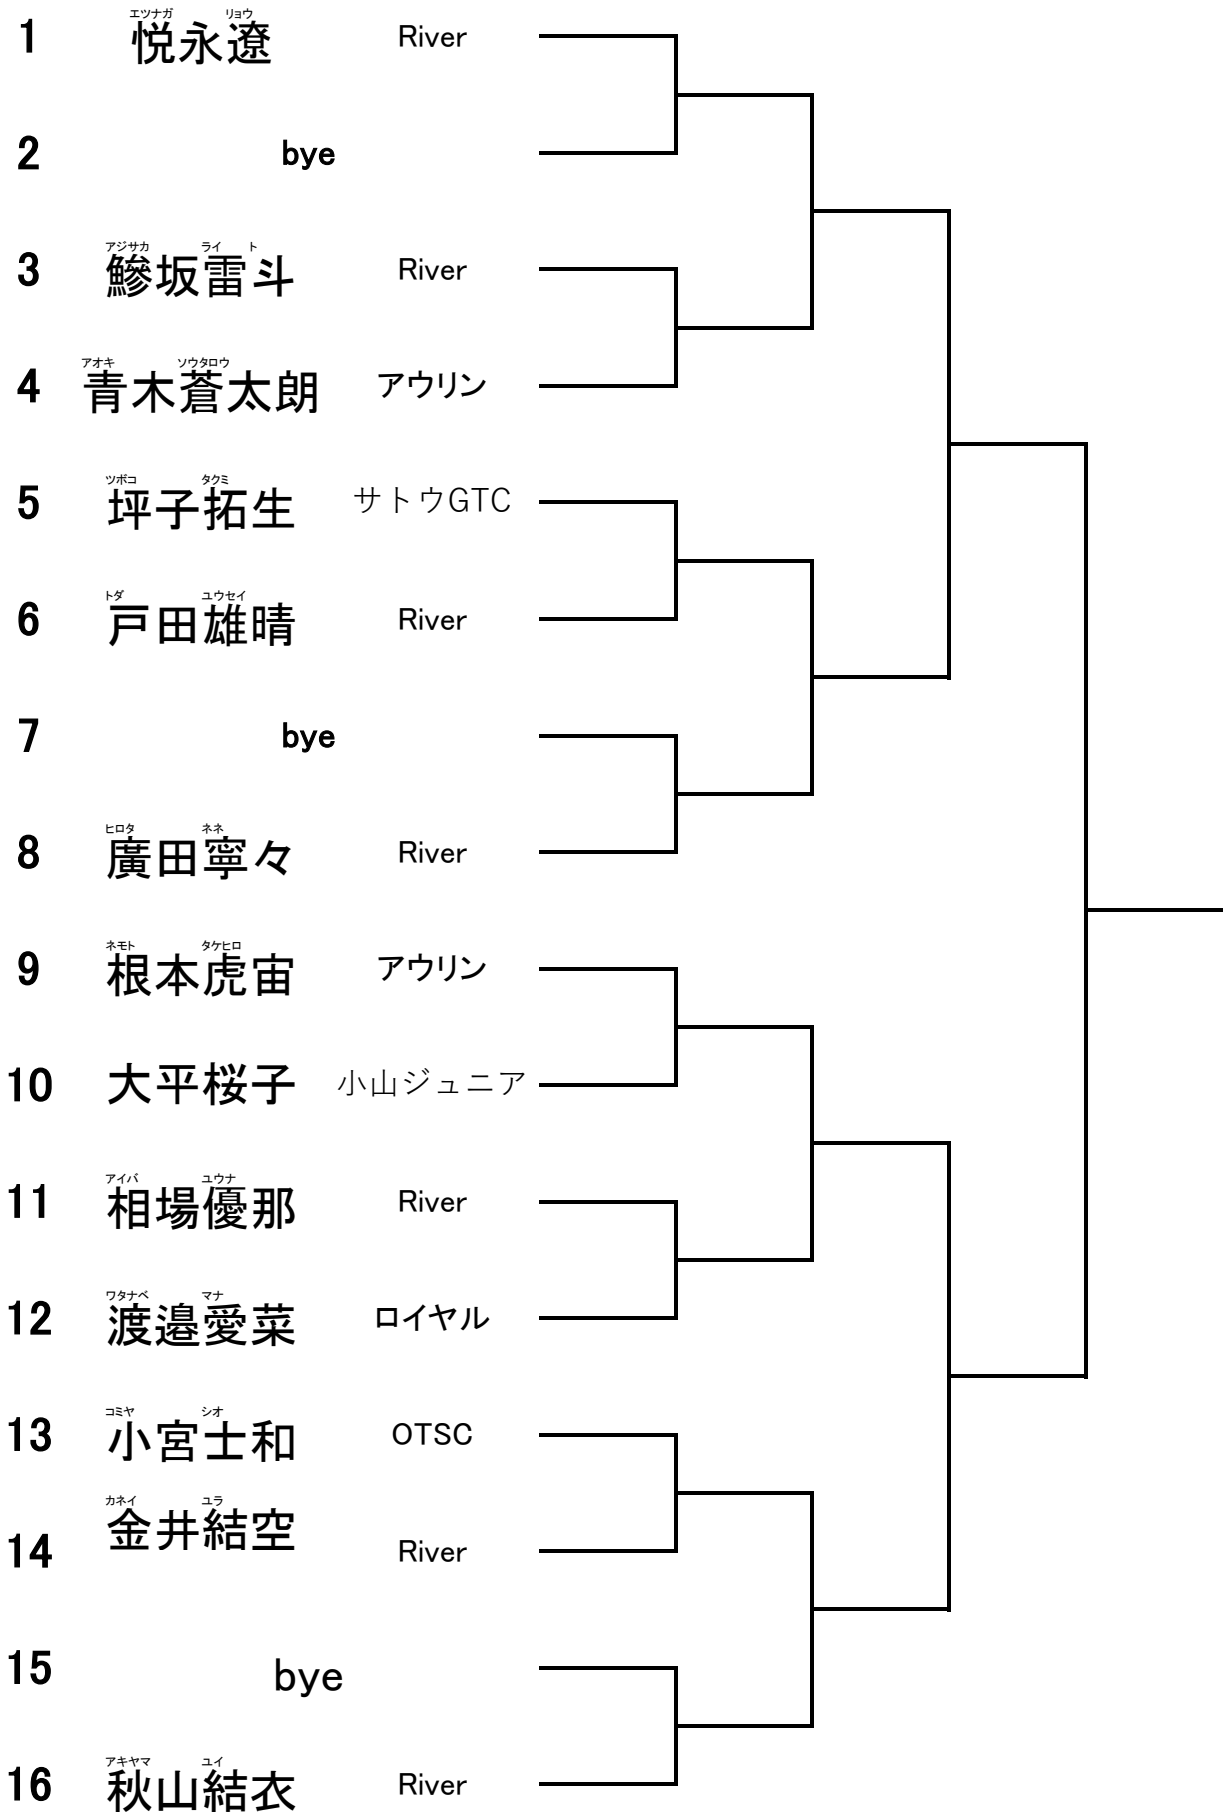 エツナガ リョウ
1 悦永遼 River
2 bye
アジサカ ライ ト
3 鰺坂雷斗 River
アオキ ソウタロウ
4 青木蒼太朗 アウリン
ツボコ タクミ
5 坪子拓生 サトウGTC
トダ ユウセイ
6 戸田雄晴 River
7 bye
ヒロタ ネネ
8 廣田寧々 River
ネモト タケヒロ
9 根本虎宙 アウリン
10 大平桜子 小山ジュニア
アイバ ユウナ
11 相場優那 River
ワタナベ マナ
12 渡邉愛菜 ロイヤル
コミヤ シオ
13 小宮士和 OTSC
カネイ ユラ
14 金井結空 River
15 bye
アキヤマ ユイ
16 秋山結衣 River